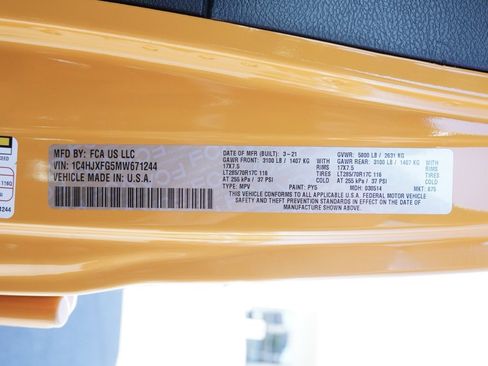 MFD BY: FCA US LLC
VIN: 1C4HJXFG5MW671244
VEHICLE MADE IN: U.S.A.
DATE OF MFR (BUILT): 3-21
GAWR FRONT: 3100 LB / 1407 KG WITH
17X7.5 RIMS
LT285/70R17C 116 TIRES
AT 255 kPa / 37 PSI COLD
TYPE: MPV PAINT: PY5
GVWR: 5800 LB / 2631 KG
GAWR REAR: 3100 LB / 1407 KG WITH
17X7.5 RIMS
LT285/70R17C 116 TIRES
AT 255 kPa / 37 PSI COLD
MDH: 030514 MKT:
THIS VEHICLE CONFORMS TO ALL APPLICABLE U.S.A. FEDERAL MOTOR VEHICLE
SAFETY AND THEFT PREVENTION STANDARDS IN EFFECT ON THE DATE OF
MANUFACTURE SHOWN ABOVE.
1244